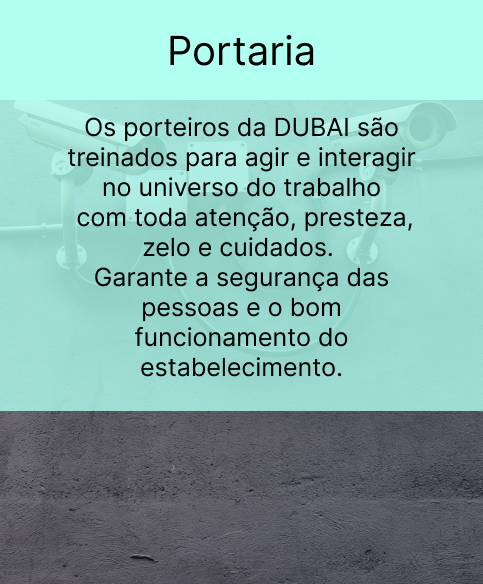 Portaria
Os porteiros da DUBAI são
treinados para agir e interagir
no universo do trabalho
com toda atenção, presteza,
zelo e cuidados.
Garante a segurança das
pessoas e o bom
funcionamento do
estabelecimento.